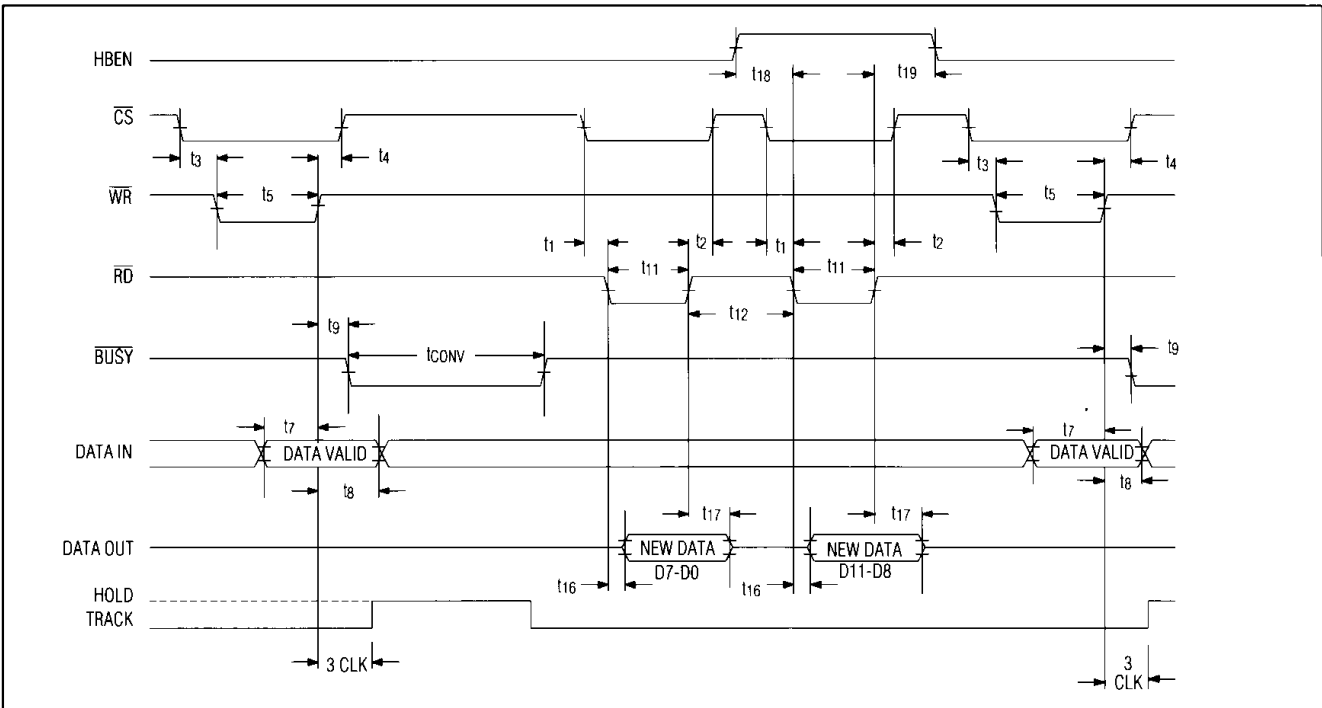 HBEN
t18 t19
CS
t3 t4 t3 t4
WR t5 t5
t1 t2 t1 t2
RD t11 t11
t12
t9 t9
BUSY tCONV
t7 t7
DATA IN DATA VALID DATA VALID
t8 t8
t17 t17
DATA OUT NEW DATA NEW DATA
D7-D0 D11-D8
t16 t16
HOLD
TRACK
3 CLK 3
CLK